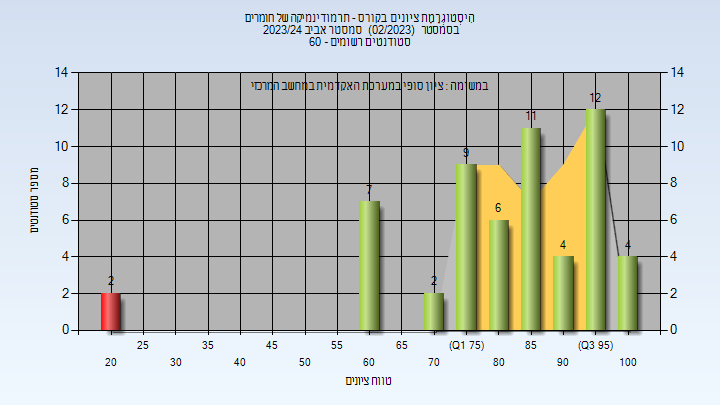 היסטוגרמת ציונים בקורס - תרמודינמיקה של חומרים
בסמסטר (02/2023) סמסטר אביב 2023/24
סטודנטים רשומים - 60
במשימה : ציון סופי במערכת האקדמית במחשב המרכזי
מספר סטודנטים
14 14
12 12
10 10
8 8
6 6
4 4
2 2
0 0
2 7 2 9 6 11 4 12 4
25 35 45 55 65 (Q1 75) 85 (Q3 95)
20 30 40 50 60 70 80 90 100
טווח ציונים